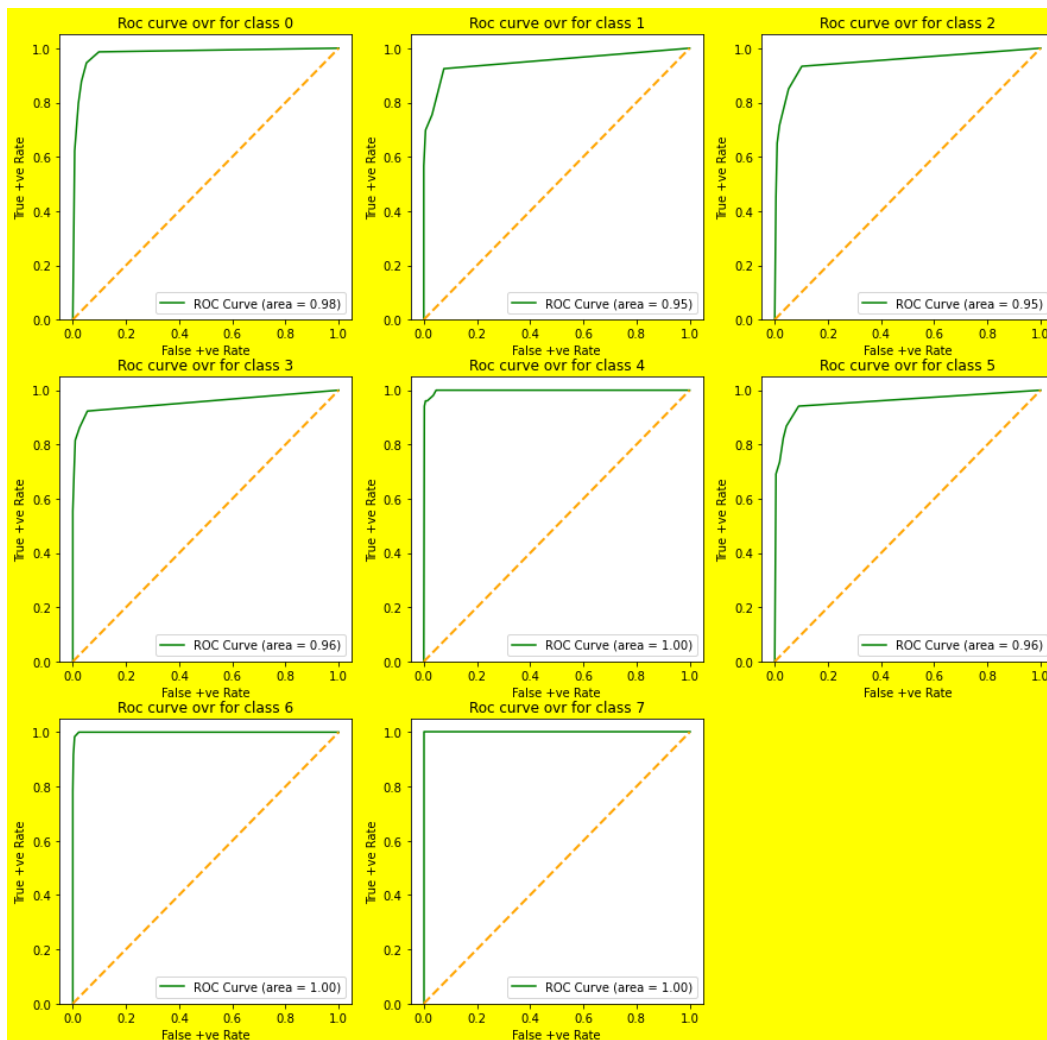 Roc curve ovr for class 0
True +ve Rate
1.0
0.8
0.6
0.4
0.2
0.0
ROC Curve (area = 0.98)
0.0 0.2 0.4 0.6 0.8 1.0
False +ve Rate
Roc curve ovr for class 1
True +ve Rate
1.0
0.8
0.6
0.4
0.2
0.0
ROC Curve (area = 0.95)
0.0 0.2 0.4 0.6 0.8 1.0
False +ve Rate
Roc curve ovr for class 2
True +ve Rate
1.0
0.8
0.6
0.4
0.2
0.0
ROC Curve (area = 0.95)
0.0 0.2 0.4 0.6 0.8 1.0
False +ve Rate
Roc curve ovr for class 3
True +ve Rate
1.0
0.8
0.6
0.4
0.2
0.0
ROC Curve (area = 0.96)
0.0 0.2 0.4 0.6 0.8 1.0
False +ve Rate
Roc curve ovr for class 4
True +ve Rate
1.0
0.8
0.6
0.4
0.2
0.0
ROC Curve (area = 1.00)
0.0 0.2 0.4 0.6 0.8 1.0
False +ve Rate
Roc curve ovr for class 5
True +ve Rate
1.0
0.8
0.6
0.4
0.2
0.0
ROC Curve (area = 0.96)
0.0 0.2 0.4 0.6 0.8 1.0
False +ve Rate
Roc curve ovr for class 6
True +ve Rate
1.0
0.8
0.6
0.4
0.2
0.0
ROC Curve (area = 1.00)
0.0 0.2 0.4 0.6 0.8 1.0
False +ve Rate
Roc curve ovr for class 7
True +ve Rate
1.0
0.8
0.6
0.4
0.2
0.0
ROC Curve (area = 1.00)
0.0 0.2 0.4 0.6 0.8 1.0
False +ve Rate